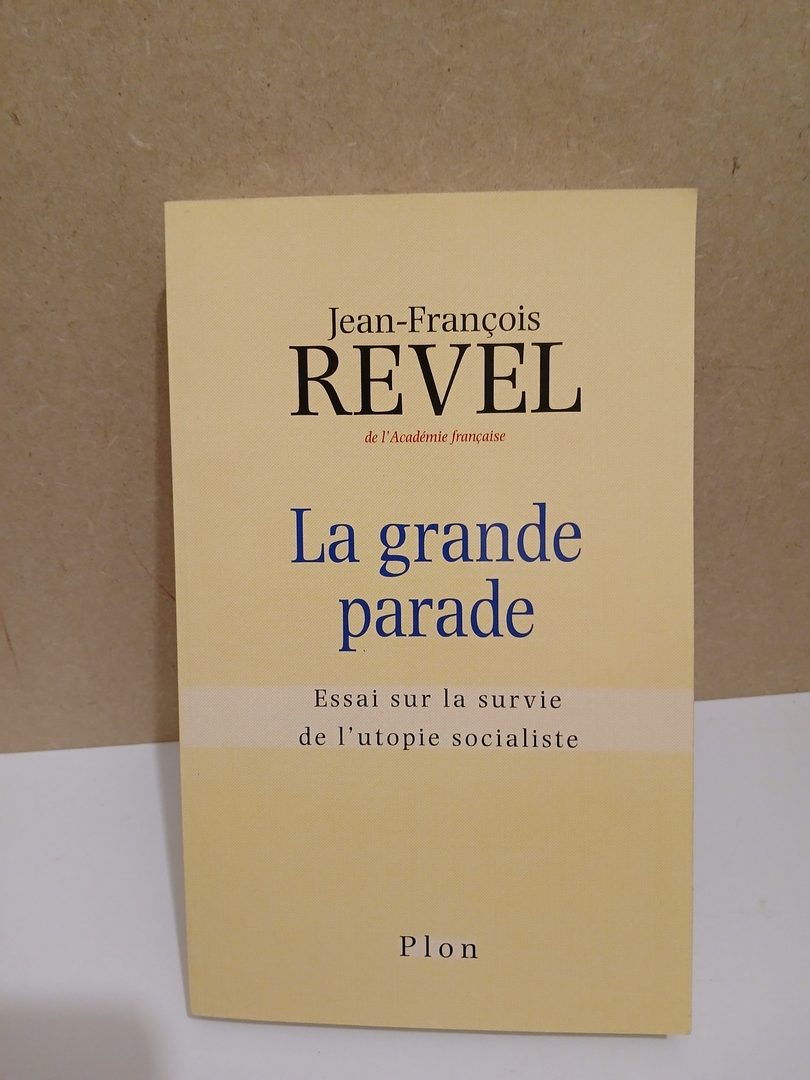 Jean-François
REVEL
de l'Académie française
La grande
parade
Essai sur la survie
de l'utopie socialiste
Plon